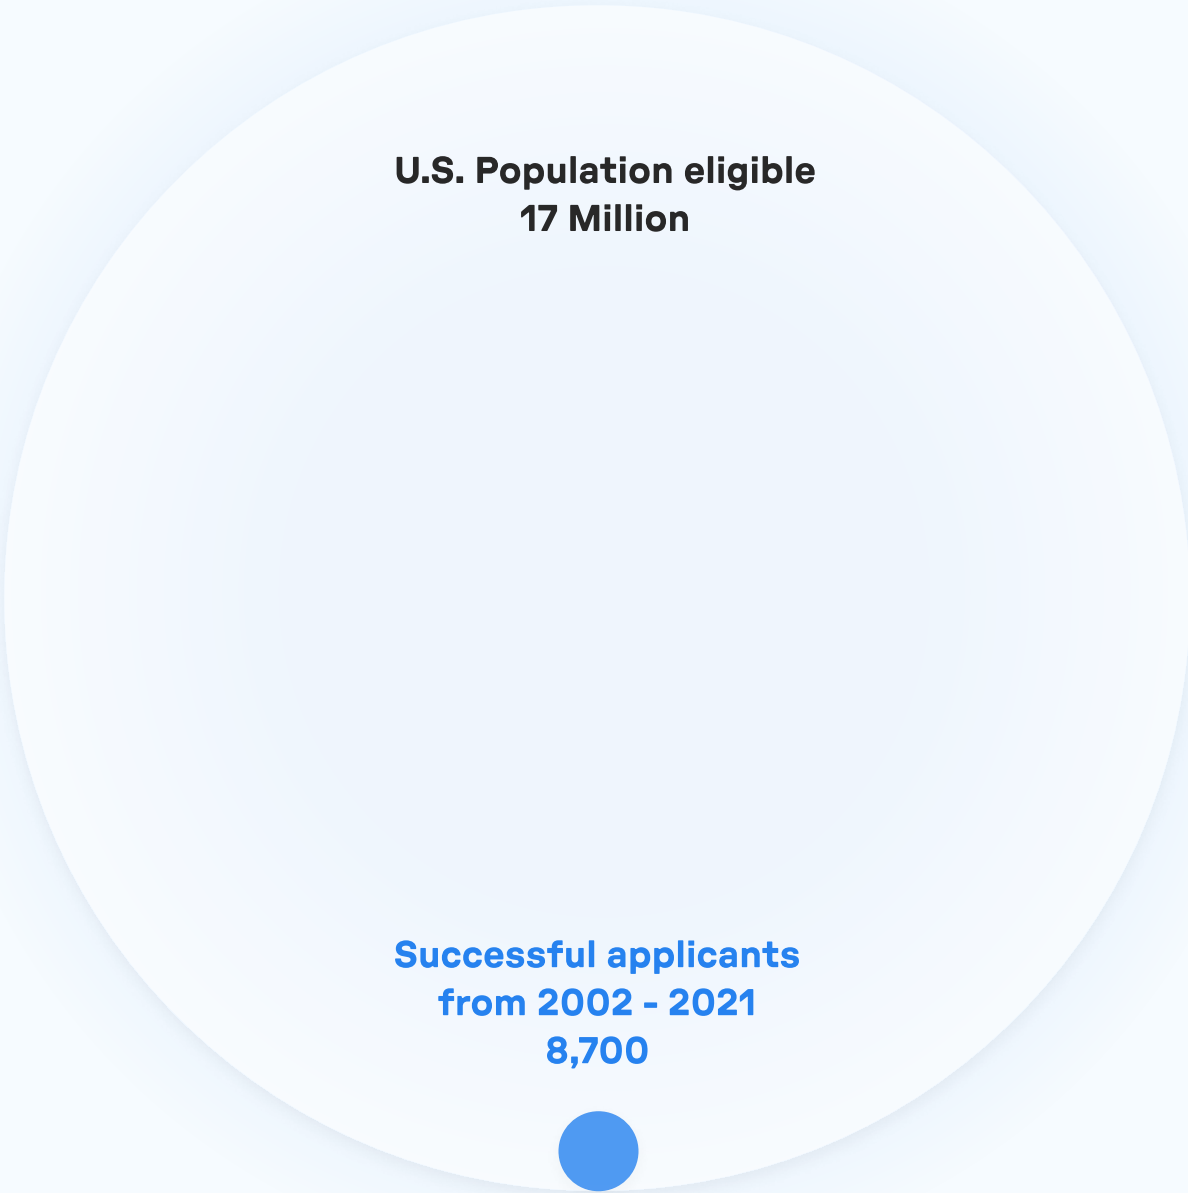 U.S. Population eligible
17 Million
Successful applicants
from 2002 - 2021
8,700